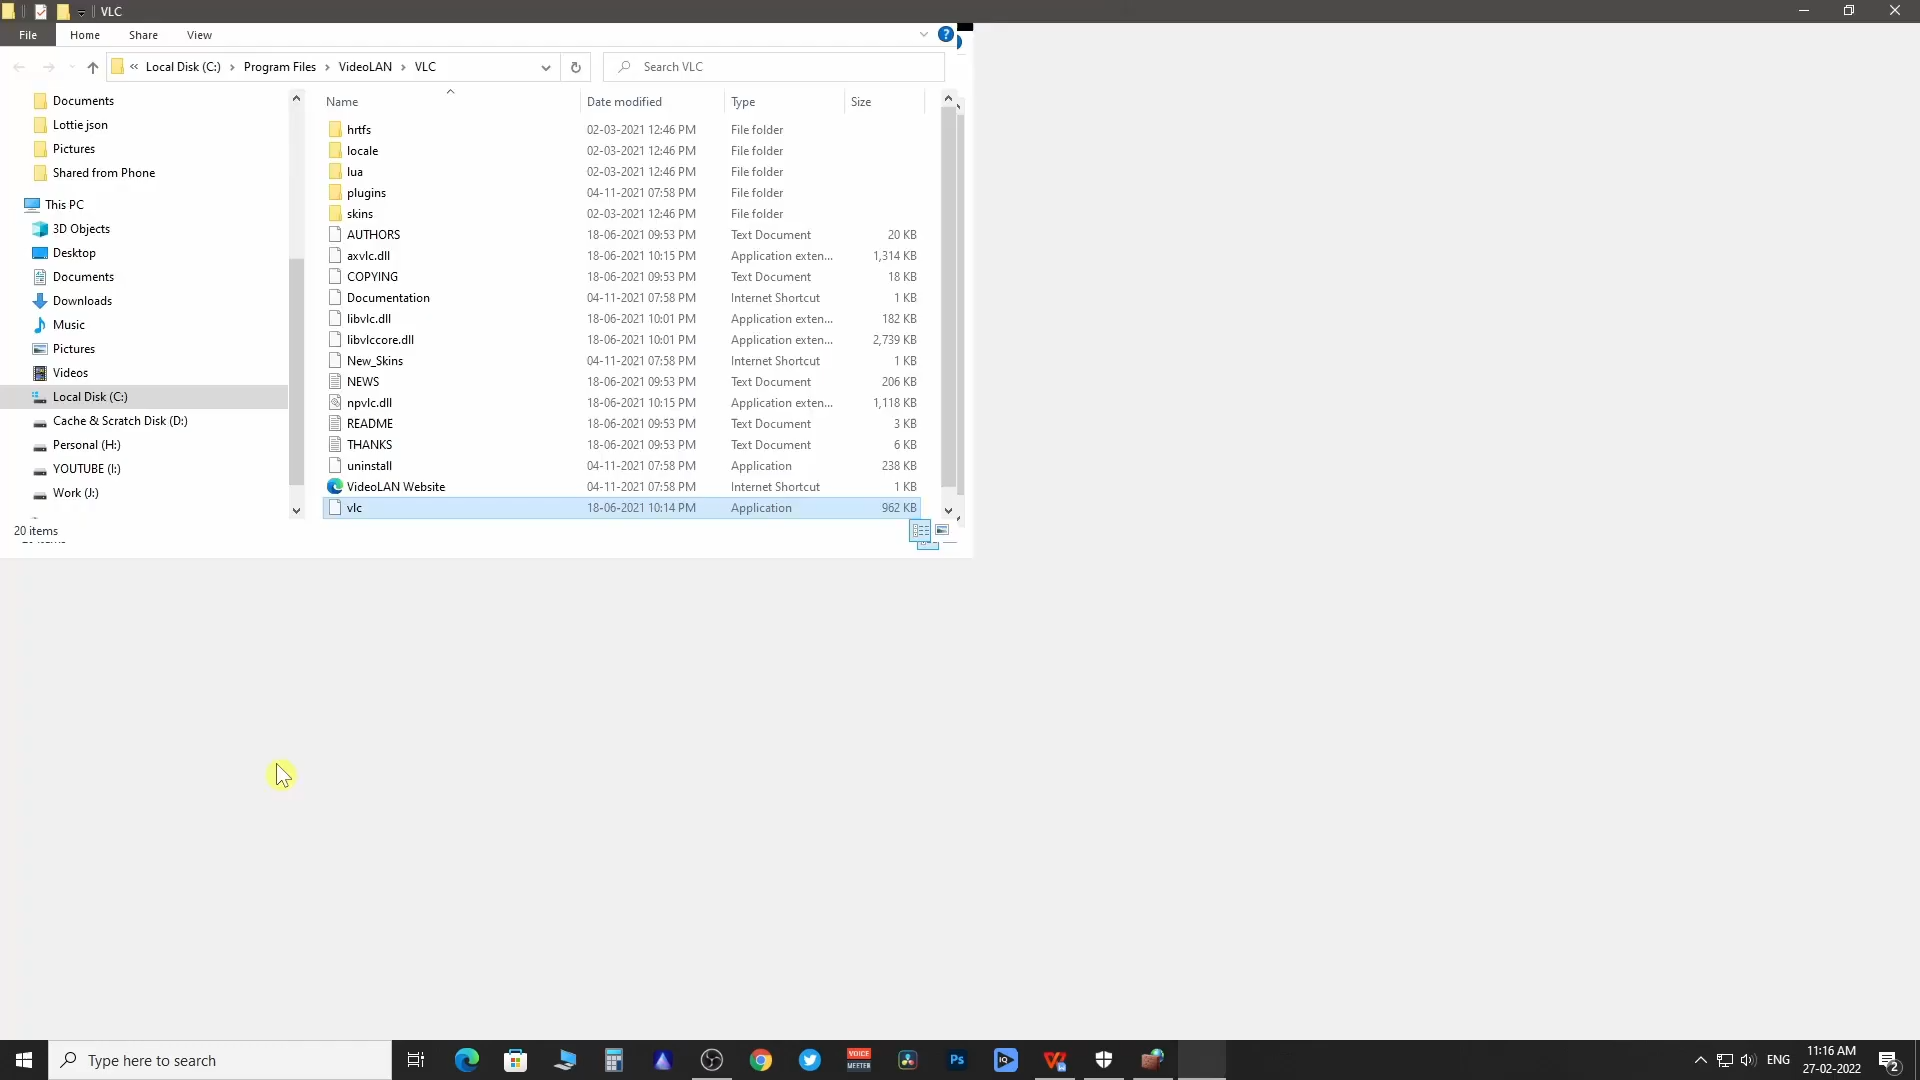 VLC
File Home Share View
« Local Disk (C:) > Program Files > VideoLAN > VLC
Search VLC
Documents
Lottie json
Pictures
Shared from Phone
This PC
3D Objects
Desktop
Documents
Downloads
Music
Pictures
Videos
Local Disk (C:)
Cache & Scratch Disk (D:)
Personal (H:)
YOUTUBE (I:)
Work (J:)
Name Date modified Type Size
hrtfs 02-03-2021 12:46 PM File folder
locale 02-03-2021 12:46 PM File folder
lua 02-03-2021 12:46 PM File folder
plugins 04-11-2021 07:58 PM File folder
skins 02-03-2021 12:46 PM File folder
AUTHORS 18-06-2021 09:53 PM Text Document 20 KB
axvlc.dll 18-06-2021 10:15 PM Application exten... 1,314 KB
COPYING 18-06-2021 09:53 PM Text Document 18 KB
Documentation 04-11-2021 07:58 PM Internet Shortcut 1 KB
libvlc.dll 18-06-2021 10:01 PM Application exten... 182 KB
libvlccore.dll 18-06-2021 10:01 PM Application exten... 2,739 KB
New_Skins 04-11-2021 07:58 PM Internet Shortcut 1 KB
NEWS 18-06-2021 09:53 PM Text Document 206 KB
npvlc.dll 18-06-2021 10:15 PM Application exten... 1,118 KB
README 18-06-2021 09:53 PM Text Document 3 KB
THANKS 18-06-2021 09:53 PM Text Document 6 KB
uninstall 04-11-2021 07:58 PM Application 238 KB
VideoLAN Website 04-11-2021 07:58 PM Internet Shortcut 1 KB
vlc 18-06-2021 10:14 PM Application 962 KB
20 items
Type here to search
VOICE
MEETER
Ps
IQ
ENG
11:16 AM
27-02-2022
2